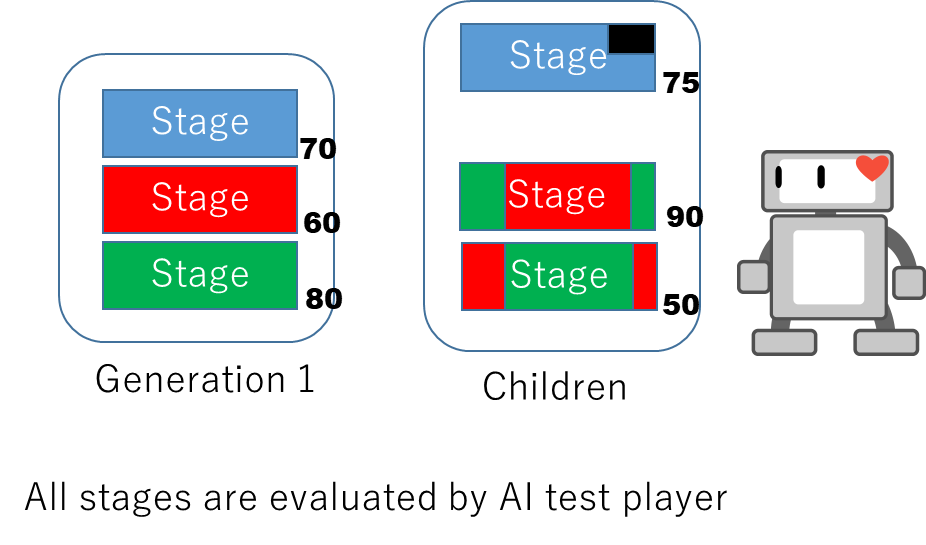 Stage
70
Stage
60
Stage
80
Generation 1
Stage
75
Stage
90
Stage
50
Children
All stages are evaluated by AI test player